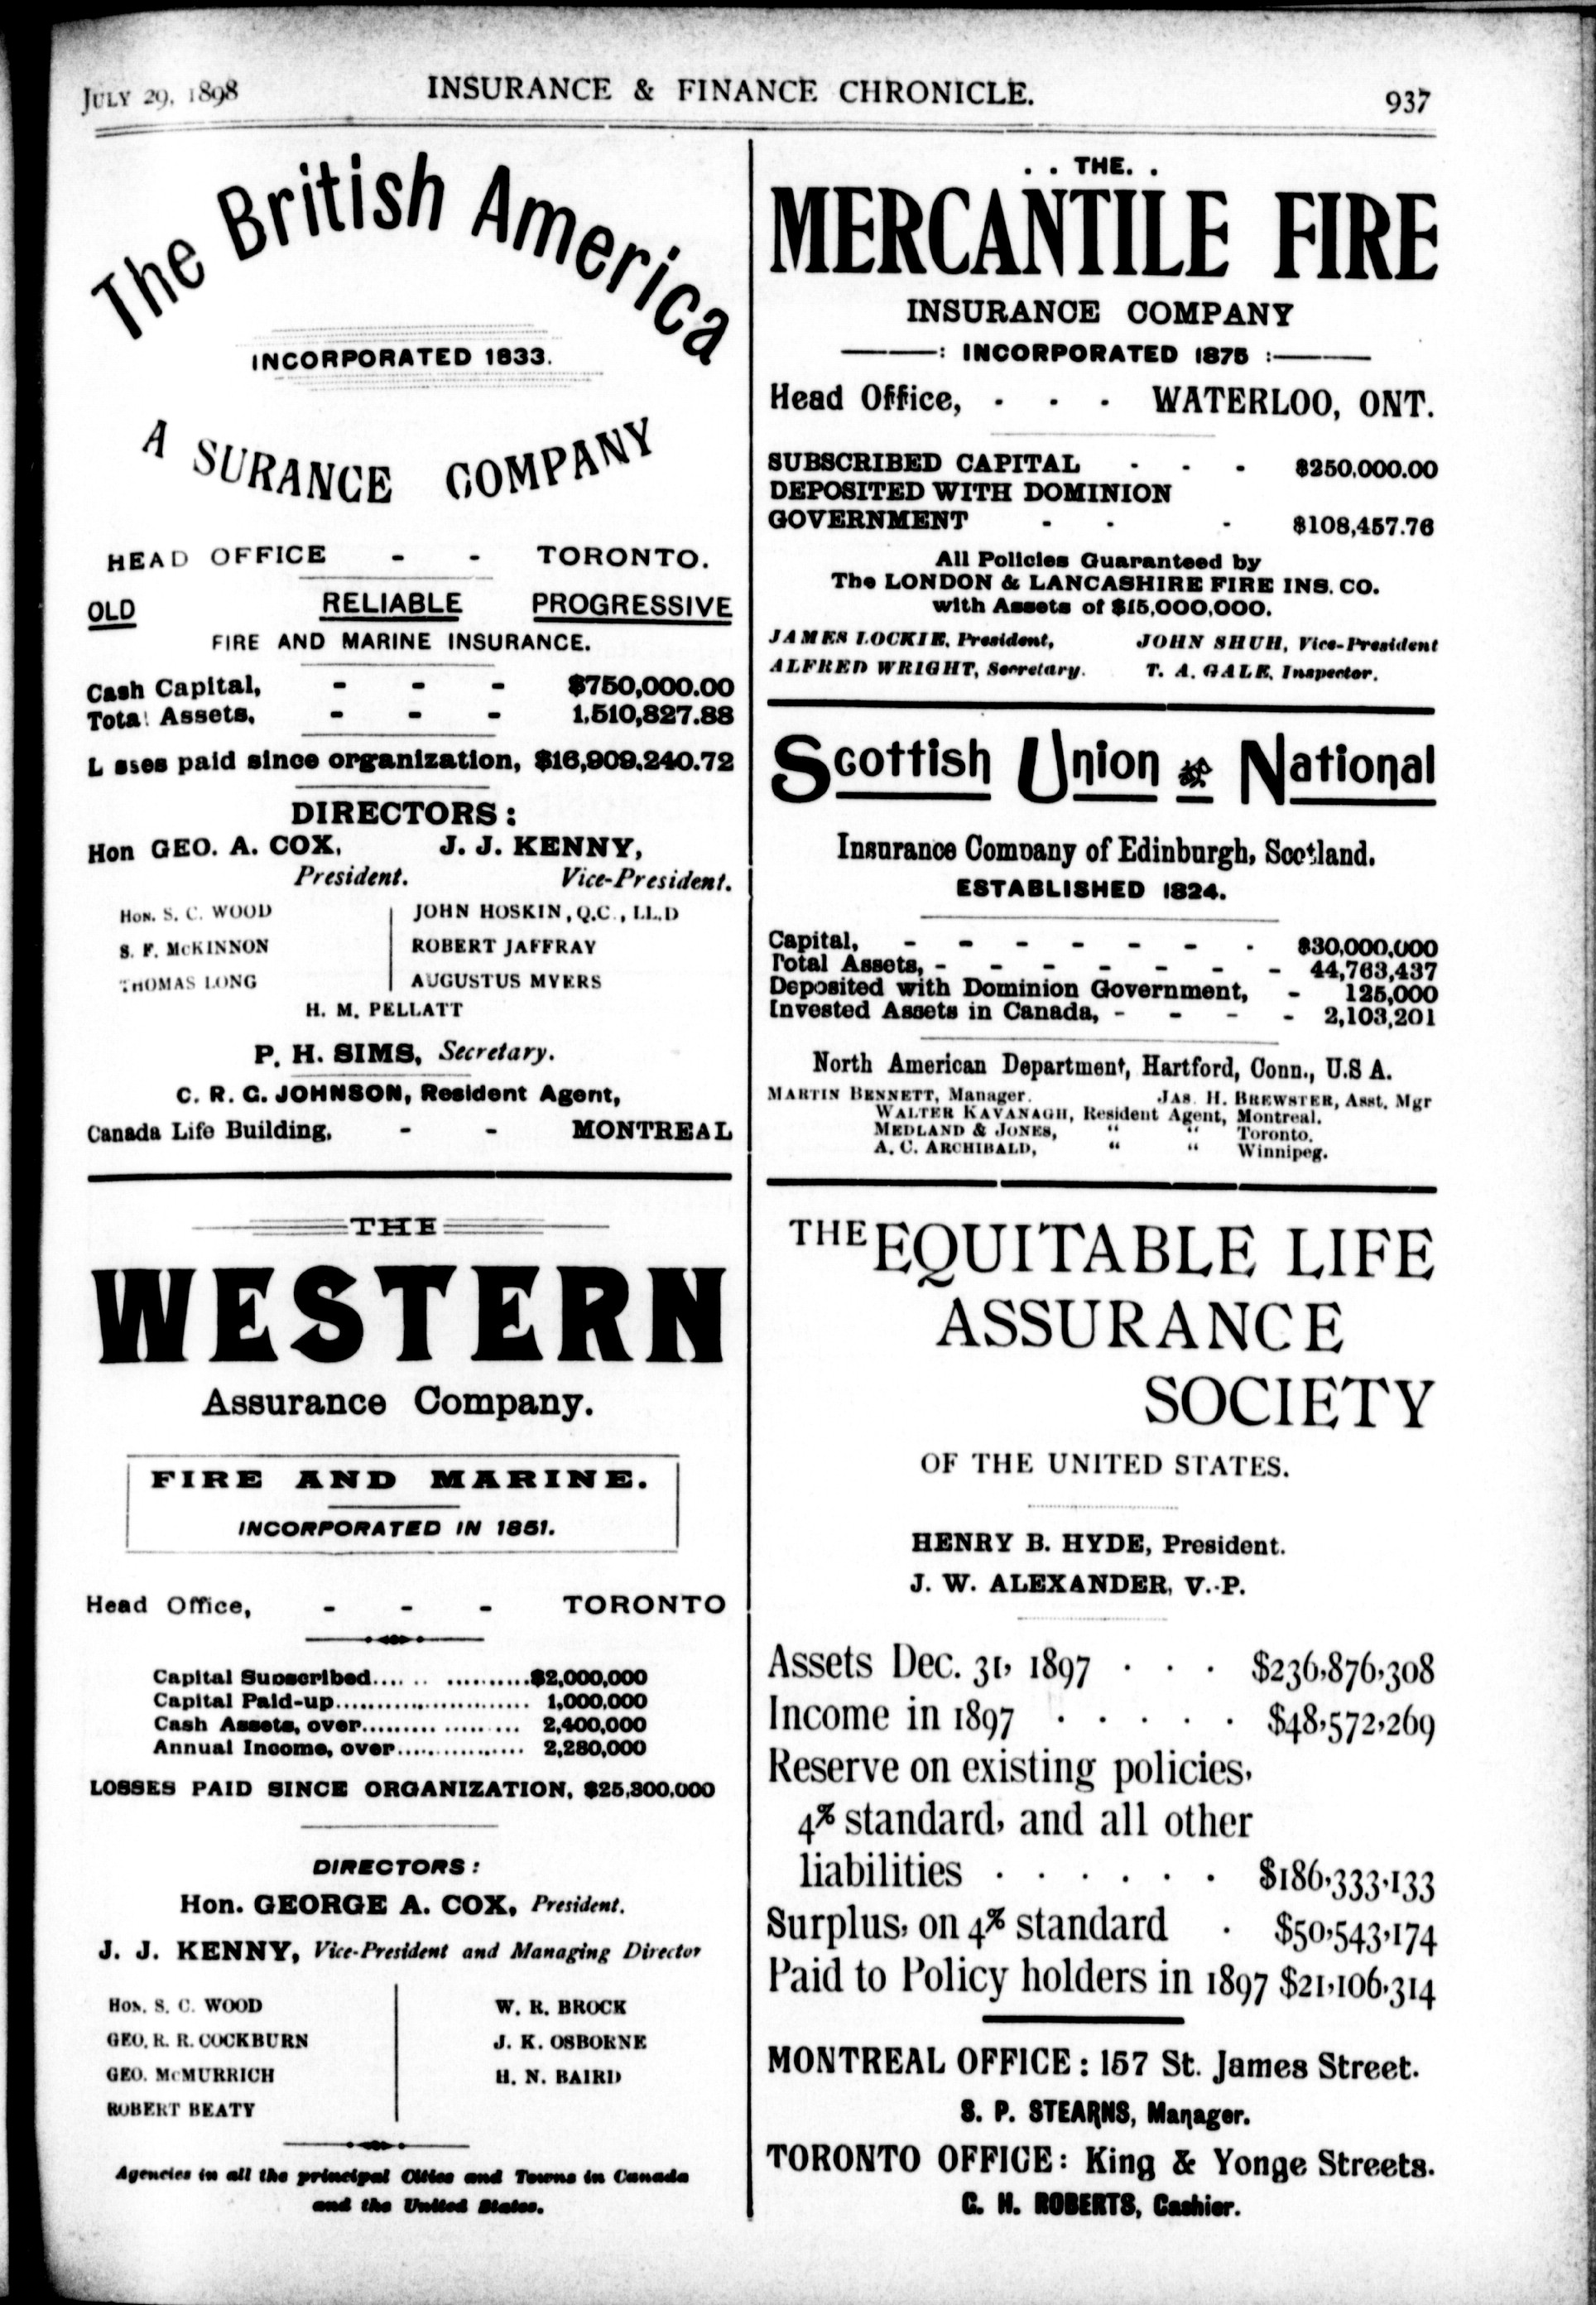 JULY 29, 1898 INSURANCE & FINANCE CHRONICLE. 937
The British America
INCORPORATED 1833.
A SURANCE COMPANY
HEAD OFFICE - - TORONTO.
OLD RELIABLE PROGRESSIVE
FIRE AND MARINE INSURANCE.
Cash Capital, - - - $750,000.00
Total Assets, - - - 1,510,827.88
L sses paid since organization, $16,909,240.72
DIRECTORS :
Hon GEO. A. COX, J. J. KENNY,
President. Vice-President.
HON. S. C. WOOD JOHN HOSKIN, Q.C., LL.D
S. F. McKINNON ROBERT JAFFRAY
THOMAS LONG AUGUSTUS MYERS
H. M. PELLATT
P. H. SIMS, Secretary.
C. R. G. JOHNSON, Resident Agent,
Canada Life Building, - - MONTREAL
THE
WESTERN
Assurance Company.
FIRE AND MARINE.
INCORPORATED IN 1851.
Head Office, - - - TORONTO
Capital Subscribed.... .. ..........$2,000,000
Capital Paid-up........................ 1,000,000
Cash Assets, over......... ...... ... 2,400,000
Annual Income, over................ 2,280,000
LOSSES PAID SINCE ORGANIZATION, $25,300,000
DIRECTORS :
Hon. GEORGE A. COX, President.
J. J. KENNY, Vice-President and Managing Director
HON. S. C. WOOD W. R. BROCK
GEO. R. R. COCKBURN J. K. OSBORNE
GEO. McMURRICH H. N. BAIRD
ROBERT BEATY
Agencies in all the principal Cities and Towns in Canada
and the United States.
. . THE. .
MERCANTILE FIRE
INSURANCE COMPANY
: INCORPORATED 1875 :
Head Office, - - - WATERLOO, ONT.
SUBSCRIBED CAPITAL - - - $250,000.00
DEPOSITED WITH DOMINION
GOVERNMENT - - - $108,457.76
All Policies Guaranteed by
The LONDON & LANCASHIRE FIRE INS. CO.
with Assets of $15,000,000.
JAMES LOCKIE, President, JOHN SHUH, Vice-President
ALFRED WRIGHT, Secretary. T. A. GALE, Inspector.
Scottish Union & National
Insurance Company of Edinburgh, Scotland.
ESTABLISHED 1824.
Capital, - - - - - - - $30,000,000
Total Assets, - - - - - - - 44,763,437
Deposited with Dominion Government, - 125,000
Invested Assets in Canada, - - - - 2,103,201
North American Department, Hartford, Conn., U.S A.
MARTIN BENNETT, Manager. JAS H. BREWSTER, Asst. Mgr
WALTER KAVANAGH, Resident Agent, Montreal.
MEDLAND & JONES, " " Toronto.
A. C. ARCHIBALD, " " Winnipeg.
THE EQUITABLE LIFE
ASSURANCE
SOCIETY
OF THE UNITED STATES.
HENRY B. HYDE, President.
J. W. ALEXANDER, V.-P.
Assets Dec. 31, 1897 . . . $236,876,308
Income in 1897 . . . . . $48,572,269
Reserve on existing policies,
4% standard, and all other
liabilities . . . . . . $186,333,133
Surplus, on 4% standard . $50,543,174
Paid to Policy holders in 1897 $21,106,314
MONTREAL OFFICE : 157 St. James Street.
S. P. STEARNS, Manager.
TORONTO OFFICE : King & Yonge Streets.
C. H. ROBERTS, Cashier.